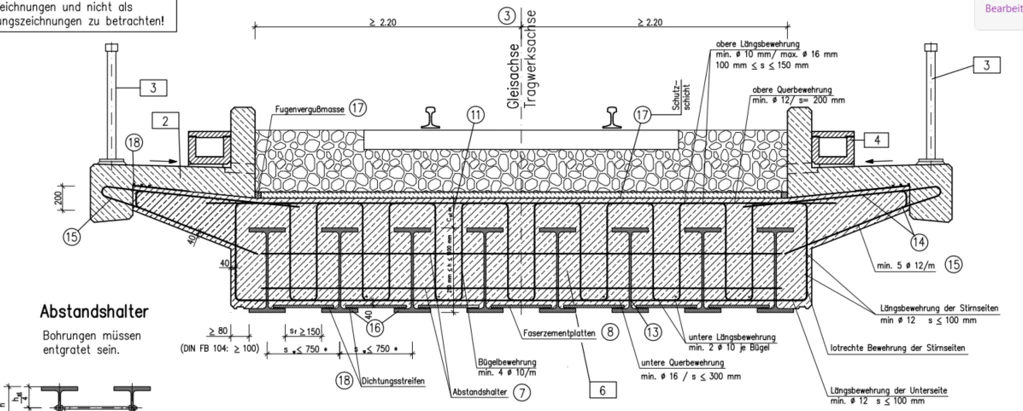 eichnungen und nicht als
ungszeichnungen zu betrachten!
Bearbeit
≥ 2.20
3
≥ 2.20
Gleisachse
Tragwerksachse
obere Längsbewehrung
min. ø 10 mm/ max. ø 16 mm
100 mm ≤ s ≤ 150 mm
obere Querbewehrung
min. ø 12/ s= 200 mm
Schutz-
schicht
3
3
2
Fugenvergußmasse 17
11
17
4
18
200
15
40
40
14
min. 5 ø 12/m 15
Abstandshalter
Bohrungen müssen
entgratet sein.
≥ 80
(DIN FB 104: ≥ 100)
sf ≥ 150
40
16
s ≤ 750 *
s ≤ 750 *
Faserzementplatten 8
13
untere Längsbewehrung
min. 2 ø 10 je Bügel
Längsbewehrung der Stirnseiten
min ø 12 s ≤ 100 mm
lotrechte Bewehrung der Stirnseiten
Bügelbewehrung
min. 4 ø 10/m
untere Querbewehrung
min. ø 16 / s ≤ 300 mm
18 Dichtungsstreifen
Abstandshalter 7
6
Längsbewehrung der Unterseite
min. ø 12 s ≤ 100 mm
h